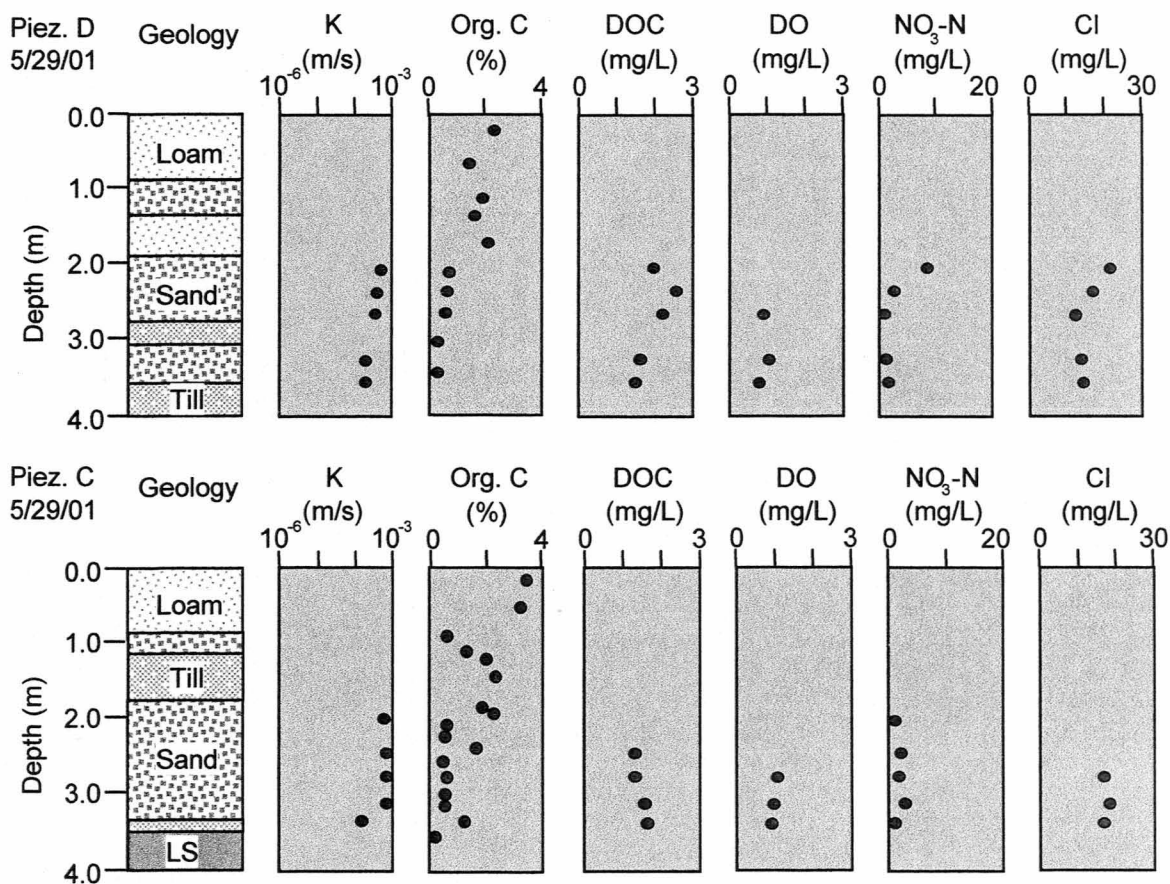 Piez. D Geology K Org. C DOC DO NO₃-N Cl
5/29/01 (m/s) (%) (mg/L) (mg/L) (mg/L) (mg/L)
10⁻⁶ 10⁻³ 0 4 0 3 0 3 0 20 0 30
0.0
Loam
1.0
2.0
Sand
3.0
Till
4.0
Depth (m)
Piez. C Geology K Org. C DOC DO NO₃-N Cl
5/29/01 (m/s) (%) (mg/L) (mg/L) (mg/L) (mg/L)
10⁻⁶ 10⁻³ 0 4 0 3 0 3 0 20 0 30
0.0
Loam
1.0
Till
2.0
Sand
3.0
LS
4.0
Depth (m)